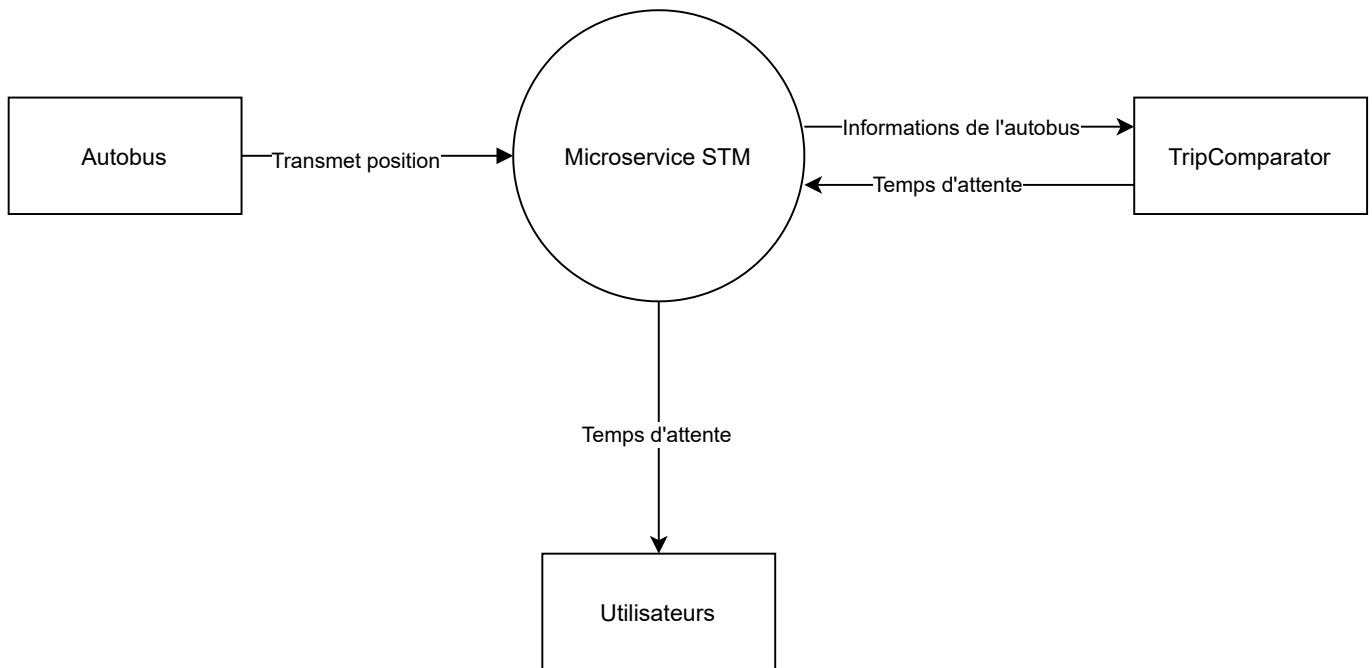 Autobus
Transmet position
Microservice STM
Informations de l'autobus
Temps d'attente
TripComparator
Temps d'attente
Utilisateurs